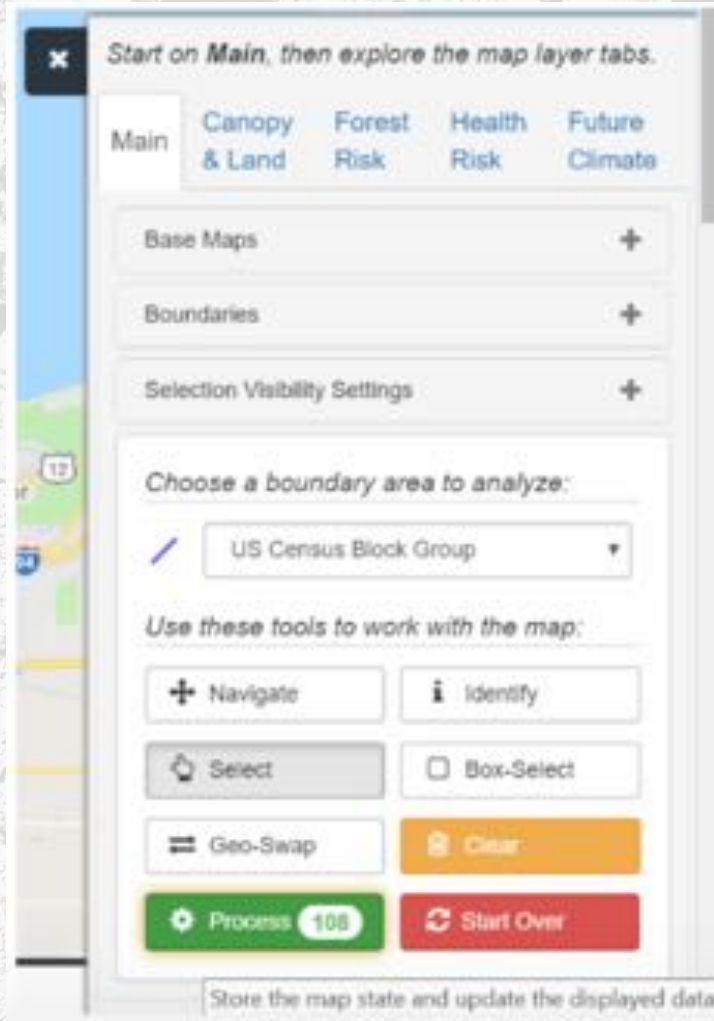 Start on Main, then explore the map layer tabs.
Main
Canopy & Land
Forest Risk
Health Risk
Future Climate
Base Maps
Boundaries
Selection Visibility Settings
12
Choose a boundary area to analyze:
US Census Block Group
Use these tools to work with the map:
Navigate
Identify
Select
Box-Select
Geo-Swap
Clear
Process 108
Start Over
Store the map state and update the displayed data